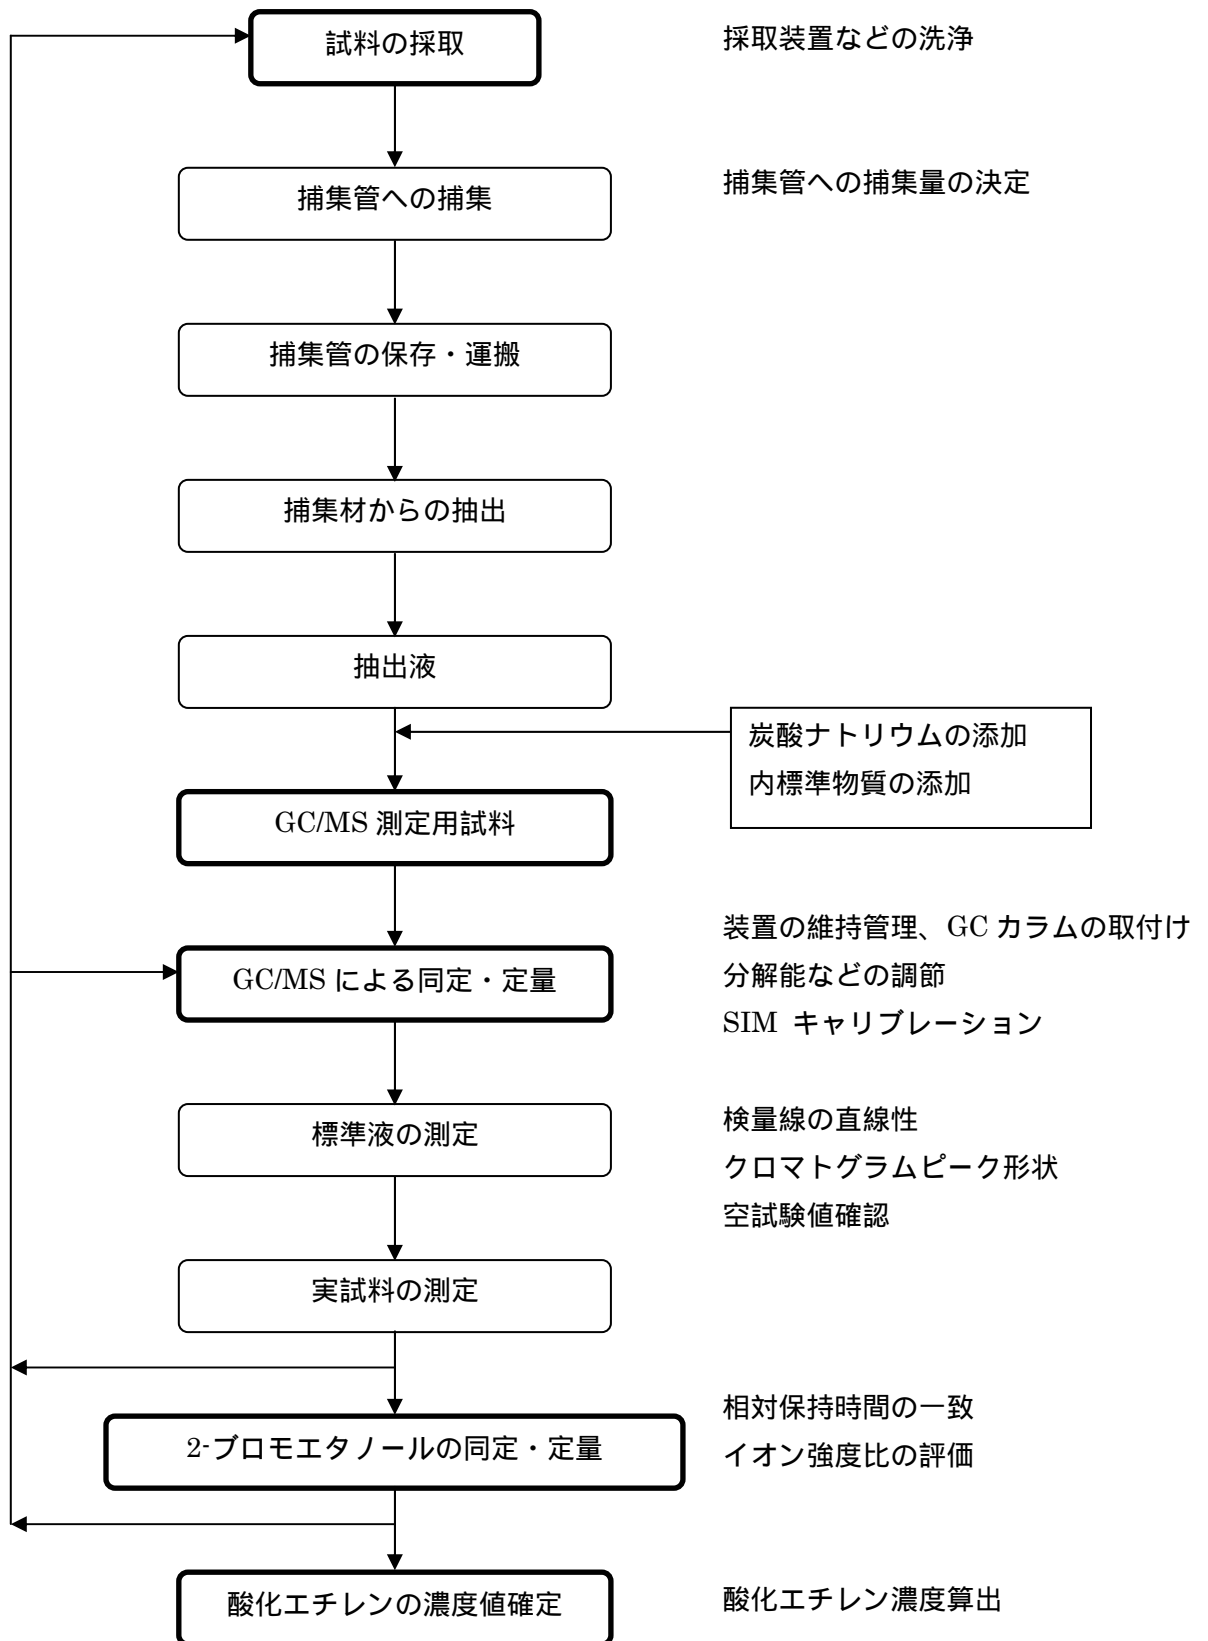 試料の採取
採取装置などの洗浄
捕集管への捕集
捕集管への捕集量の決定
捕集管の保存・運搬
捕集材からの抽出
抽出液
炭酸ナトリウムの添加
内標準物質の添加
GC/MS 測定用試料
装置の維持管理、GC カラムの取付け
GC/MS による同定・定量
分解能などの調節
SIM キャリブレーション
標準液の測定
検量線の直線性
クロマトグラムピーク形状
空試験値確認
実試料の測定
相対保持時間の一致
2-ブロモエタノールの同定・定量
イオン強度比の評価
酸化エチレンの濃度値確定
酸化エチレン濃度算出